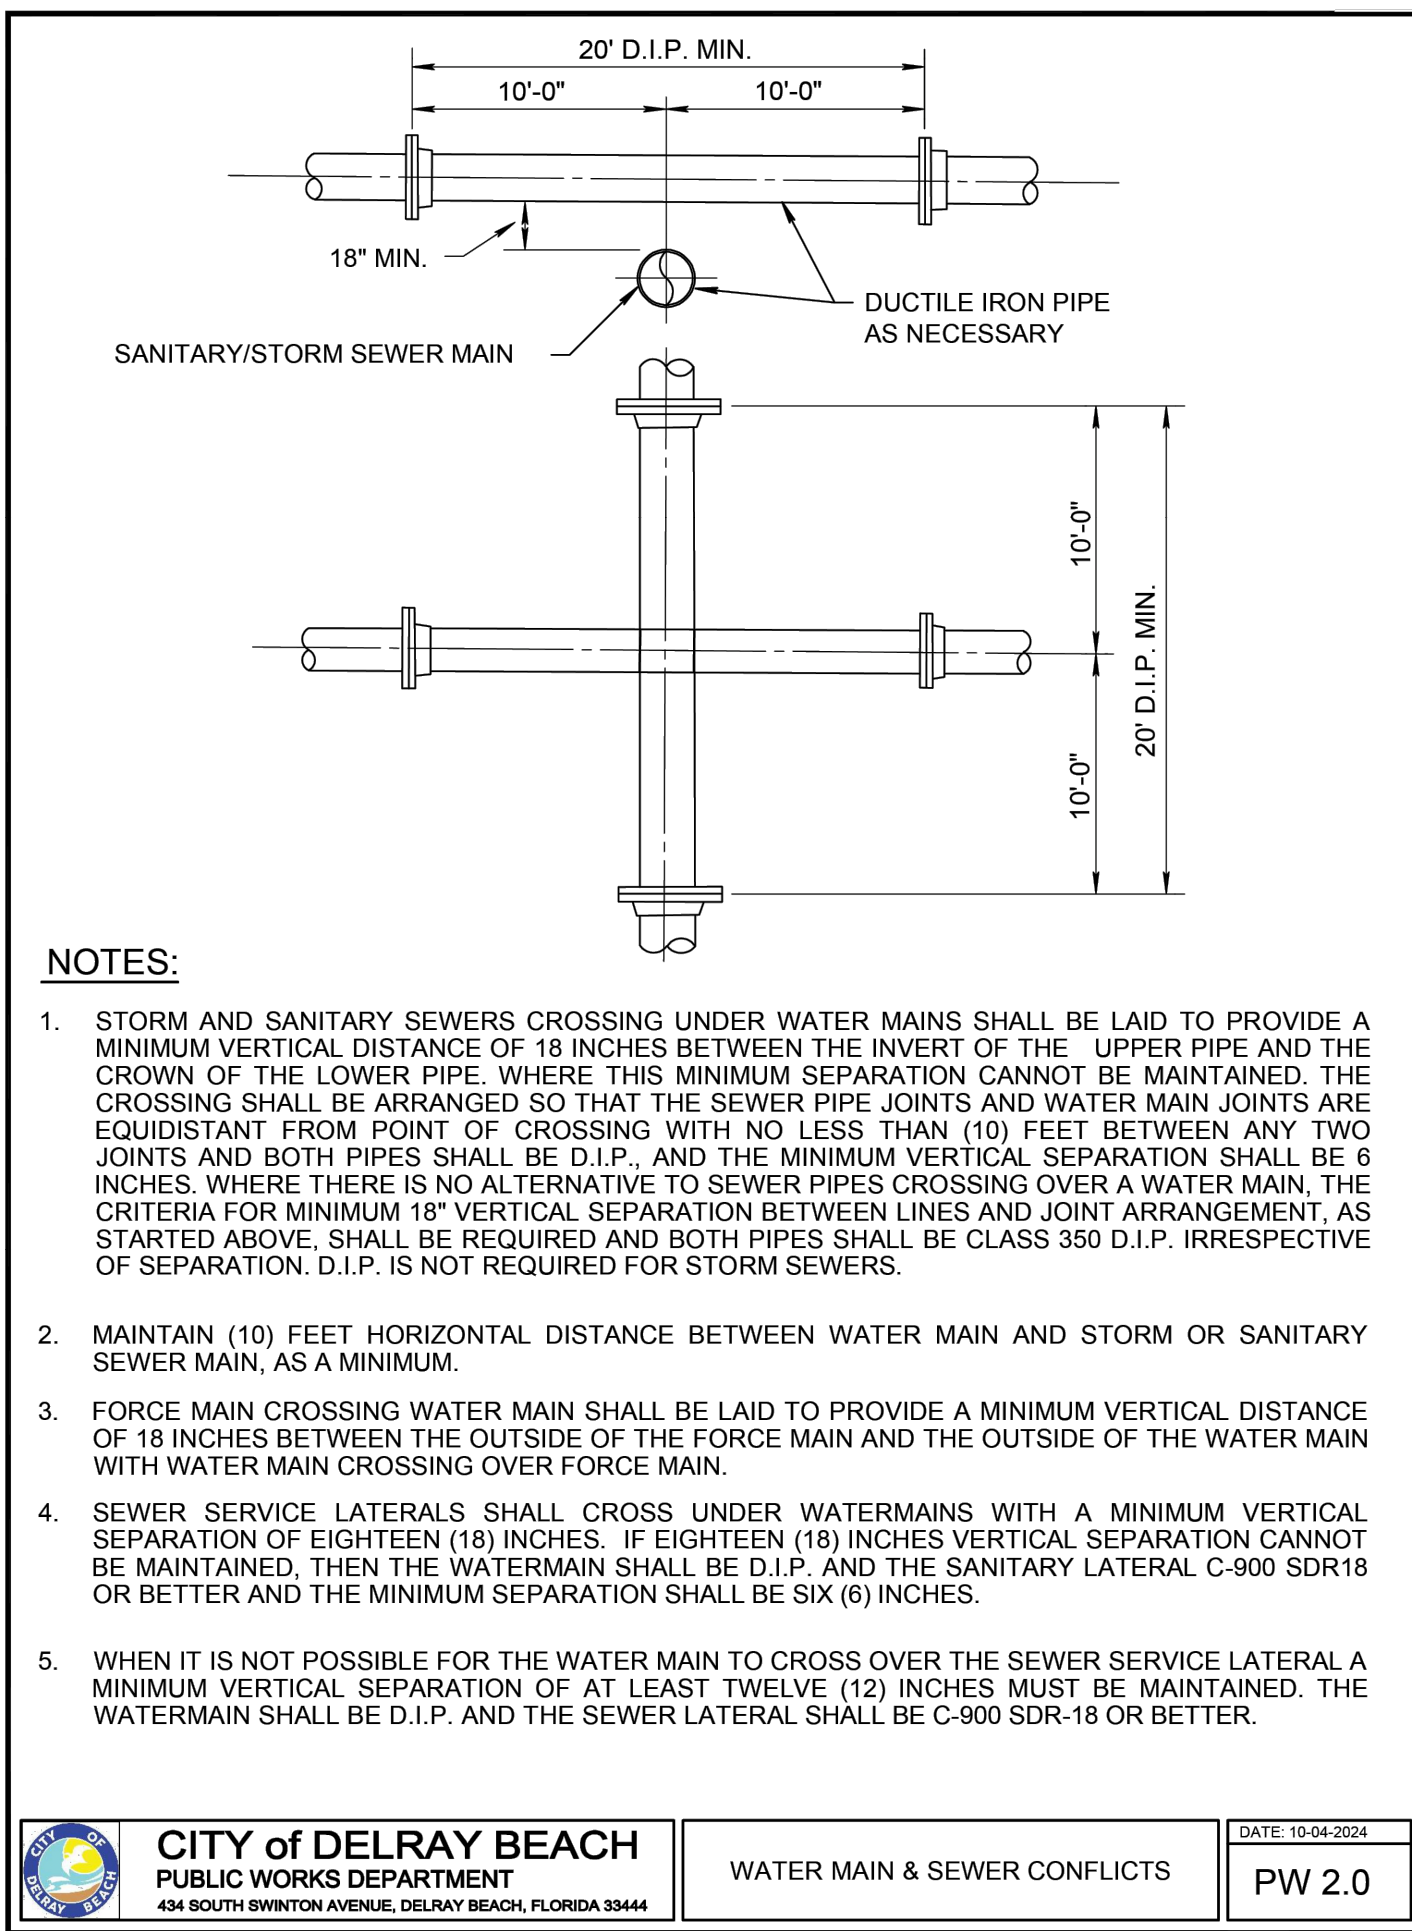 20' D.I.P. MIN.
10'-0" 10'-0"
18" MIN.
DUCTILE IRON PIPE
AS NECESSARY
SANITARY/STORM SEWER MAIN
10'-0"
20' D.I.P. MIN.
10'-0"
NOTES:
1. STORM AND SANITARY SEWERS CROSSING UNDER WATER MAINS SHALL BE LAID TO PROVIDE A
MINIMUM VERTICAL DISTANCE OF 18 INCHES BETWEEN THE INVERT OF THE UPPER PIPE AND THE
CROWN OF THE LOWER PIPE. WHERE THIS MINIMUM SEPARATION CANNOT BE MAINTAINED. THE
CROSSING SHALL BE ARRANGED SO THAT THE SEWER PIPE JOINTS AND WATER MAIN JOINTS ARE
EQUIDISTANT FROM POINT OF CROSSING WITH NO LESS THAN (10) FEET BETWEEN ANY TWO
JOINTS AND BOTH PIPES SHALL BE D.I.P., AND THE MINIMUM VERTICAL SEPARATION SHALL BE 6
INCHES. WHERE THERE IS NO ALTERNATIVE TO SEWER PIPES CROSSING OVER A WATER MAIN, THE
CRITERIA FOR MINIMUM 18" VERTICAL SEPARATION BETWEEN LINES AND JOINT ARRANGEMENT, AS
STARTED ABOVE, SHALL BE REQUIRED AND BOTH PIPES SHALL BE CLASS 350 D.I.P. IRRESPECTIVE
OF SEPARATION. D.I.P. IS NOT REQUIRED FOR STORM SEWERS.
2. MAINTAIN (10) FEET HORIZONTAL DISTANCE BETWEEN WATER MAIN AND STORM OR SANITARY
SEWER MAIN, AS A MINIMUM.
3. FORCE MAIN CROSSING WATER MAIN SHALL BE LAID TO PROVIDE A MINIMUM VERTICAL DISTANCE
OF 18 INCHES BETWEEN THE OUTSIDE OF THE FORCE MAIN AND THE OUTSIDE OF THE WATER MAIN
WITH WATER MAIN CROSSING OVER FORCE MAIN.
4. SEWER SERVICE LATERALS SHALL CROSS UNDER WATERMAINS WITH A MINIMUM VERTICAL
SEPARATION OF EIGHTEEN (18) INCHES. IF EIGHTEEN (18) INCHES VERTICAL SEPARATION CANNOT
BE MAINTAINED, THEN THE WATERMAIN SHALL BE D.I.P. AND THE SANITARY LATERAL C-900 SDR18
OR BETTER AND THE MINIMUM SEPARATION SHALL BE SIX (6) INCHES.
5. WHEN IT IS NOT POSSIBLE FOR THE WATER MAIN TO CROSS OVER THE SEWER SERVICE LATERAL A
MINIMUM VERTICAL SEPARATION OF AT LEAST TWELVE (12) INCHES MUST BE MAINTAINED. THE
WATERMAIN SHALL BE D.I.P. AND THE SEWER LATERAL SHALL BE C-900 SDR-18 OR BETTER.
CITY OF
DELRAY BEACH
CITY of DELRAY BEACH
PUBLIC WORKS DEPARTMENT
434 SOUTH SWINTON AVENUE, DELRAY BEACH, FLORIDA 33444
WATER MAIN & SEWER CONFLICTS
DATE: 10-04-2024
PW 2.0